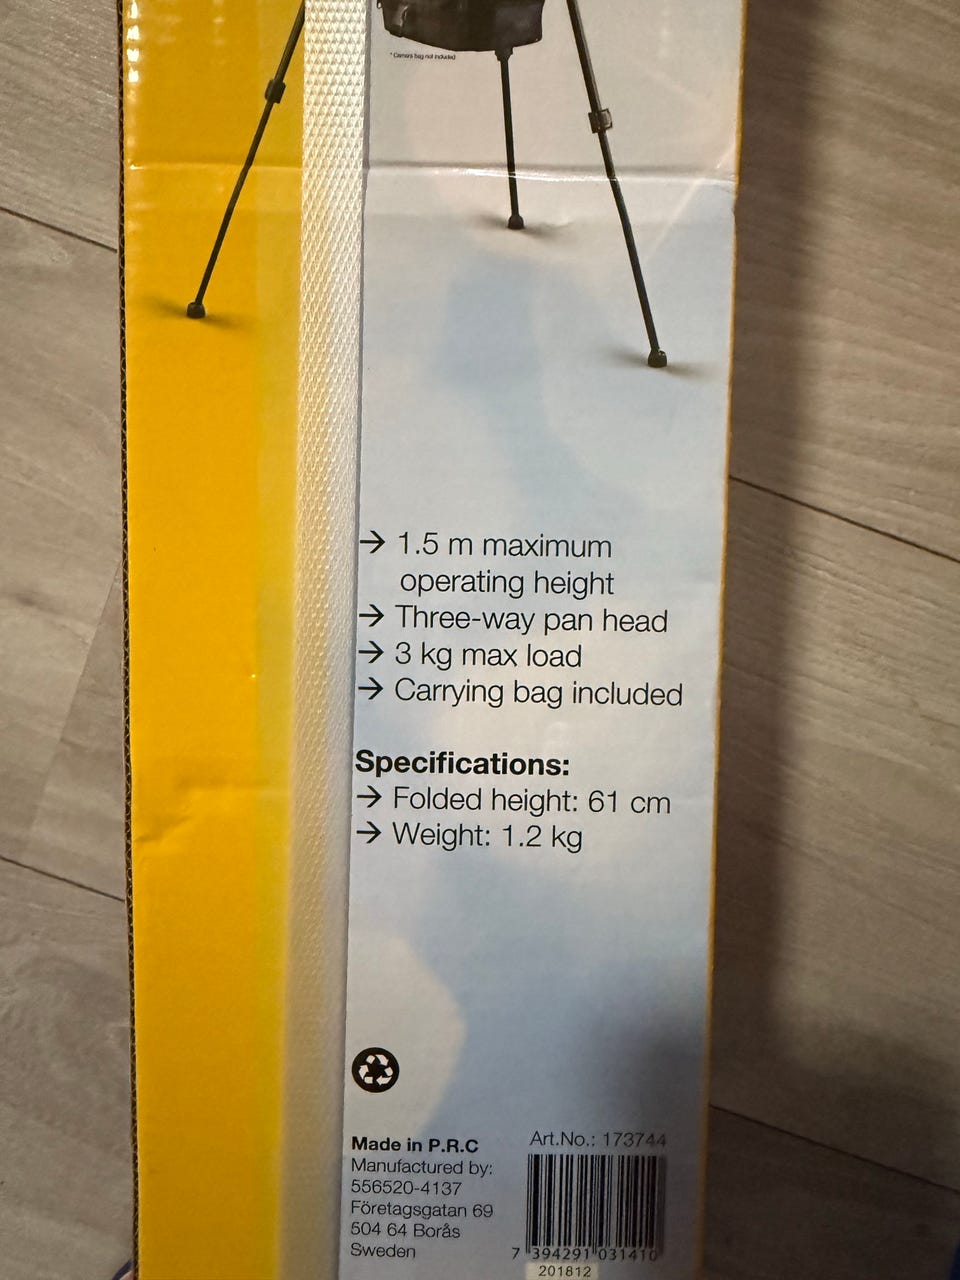 * Camera bag not included
→ 1.5 m maximum
operating height
→ Three-way pan head
→ 3 kg max load
→ Carrying bag included
Specifications:
→ Folded height: 61 cm
→ Weight: 1.2 kg
Made in P.R.C
Manufactured by:
556520-4137
Företagsgatan 69
504 64 Borås
Sweden
Art.No.: 173744
7 394291 031410
201812